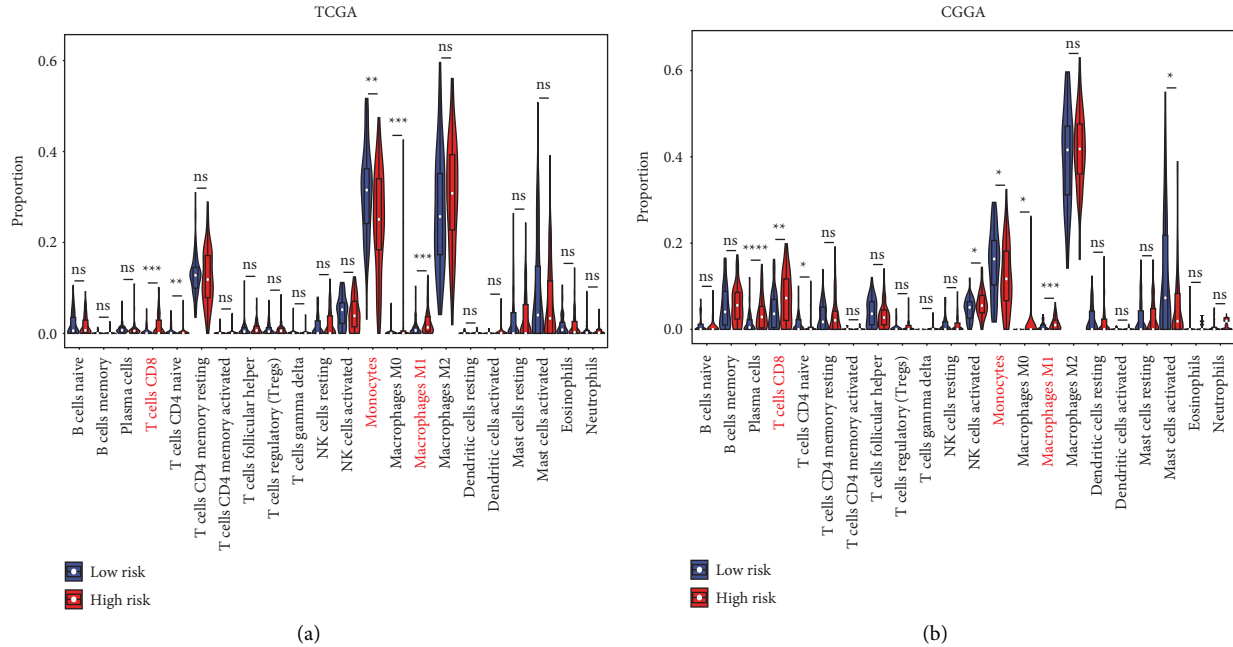 TCGA
Proportion
0.6
0.4
0.2
0.0
ns
ns
ns
***
**
ns
ns
ns
ns
ns
ns
ns
**
***
***
ns
ns
ns
ns
ns
ns
ns
B cells naive
B cells memory
Plasma cells
T cells CD8
T cells CD4 naive
T cells CD4 memory resting
T cells CD4 memory activated
T cells follicular helper
T cells regulatory (Tregs)
T cells gamma delta
NK cells resting
NK cells activated
Monocytes
Macrophages M0
Macrophages M1
Macrophages M2
Dendritic cells resting
Dendritic cells activated
Mast cells resting
Mast cells activated
Eosinophils
Neutrophils
Low risk
High risk
(a)
CGGA
Proportion
0.6
0.4
0.2
0.0
ns
ns
****
**
*
ns
ns
ns
ns
ns
ns
*
*
*
***
ns
ns
ns
ns
*
ns
ns
B cells naive
B cells memory
Plasma cells
T cells CD8
T cells CD4 naive
T cells CD4 memory resting
T cells CD4 memory activated
T cells follicular helper
T cells regulatory (Tregs)
T cells gamma delta
NK cells resting
NK cells activated
Monocytes
Macrophages M0
Macrophages M1
Macrophages M2
Dendritic cells resting
Dendritic cells activated
Mast cells resting
Mast cells activated
Eosinophils
Neutrophils
Low risk
High risk
(b)